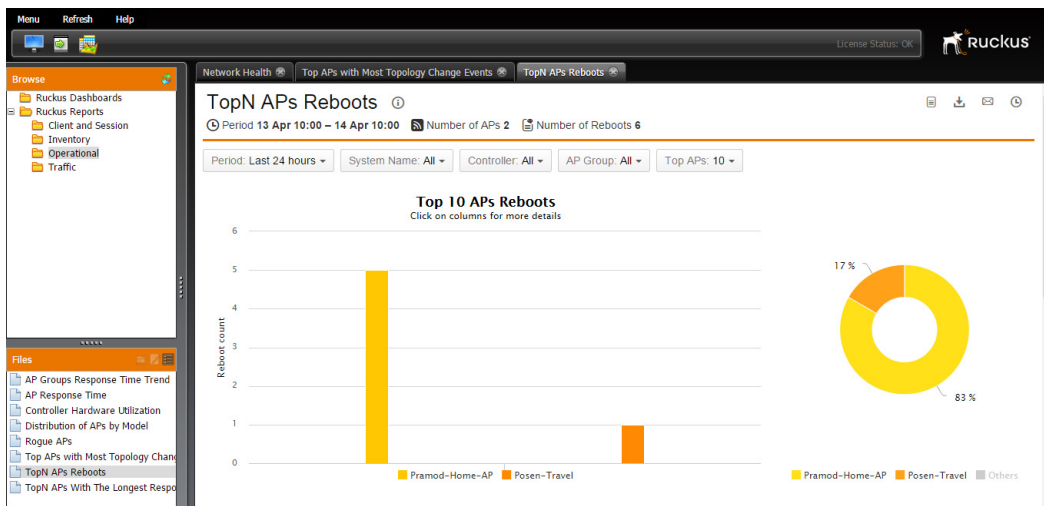 Menu Refresh Help
License Status: OK
Ruckus
Browse
Ruckus Dashboards
Ruckus Reports
Client and Session
Inventory
Operational
Traffic
Files
AP Groups Response Time Trend
AP Response Time
Controller Hardware Utilization
Distribution of APs by Model
Rogue APs
Top APs with Most Topology Chang
TopN APs Reboots
TopN APs With The Longest Respo
Network Health Top APs with Most Topology Change Events TopN APs Reboots
TopN APs Reboots
Period 13 Apr 10:00 – 14 Apr 10:00 Number of APs 2 Number of Reboots 6
Period: Last 24 hours System Name: All Controller: All AP Group: All Top APs: 10
Top 10 APs Reboots
Click on columns for more details
Reboot count
6
5
4
3
2
1
0
Pramod-Home-AP Posen-Travel
17 %
83 %
Pramod-Home-AP Posen-Travel Others